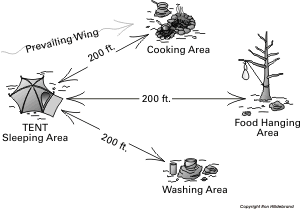 Prevailing Wing
200 ft.
Cooking Area
200 ft.
TENT
Sleeping Area
Food Hanging
Area
200 ft.
Washing Area
Copyright Ron Hildebrand